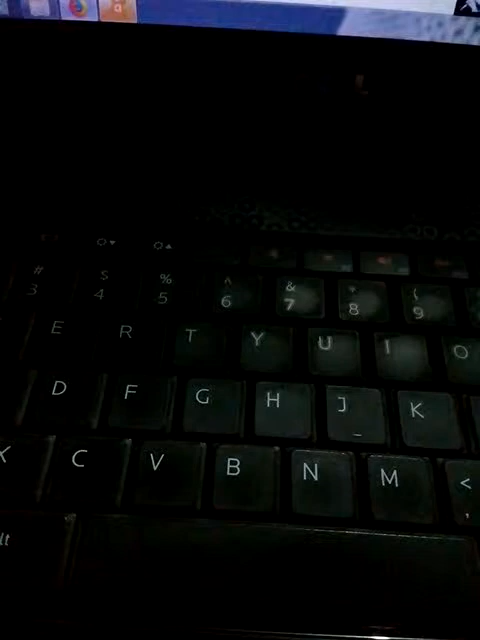 # $ % ^ & * (
3 4 5 6 7 8 9
E R T Y U I O
D F G H J K
X C V B N M <
,
lt